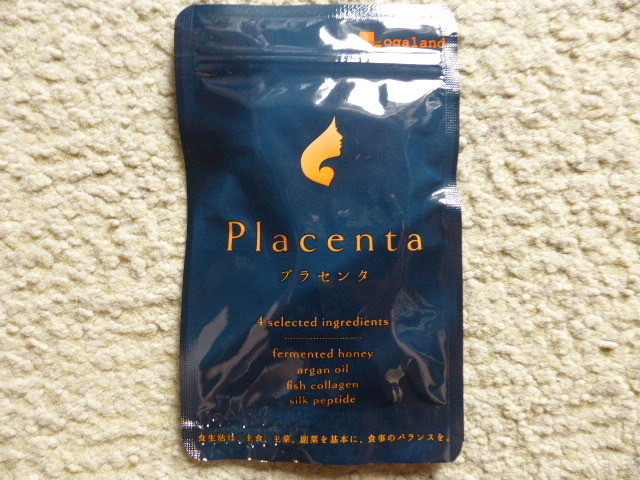 Logaland
Placenta
プラセンタ
4 selected ingredients
fermented honey
argan oil
fish collagen
silk peptide
食生活は、主食、主菜、副菜を基本に、食事のバランスを。